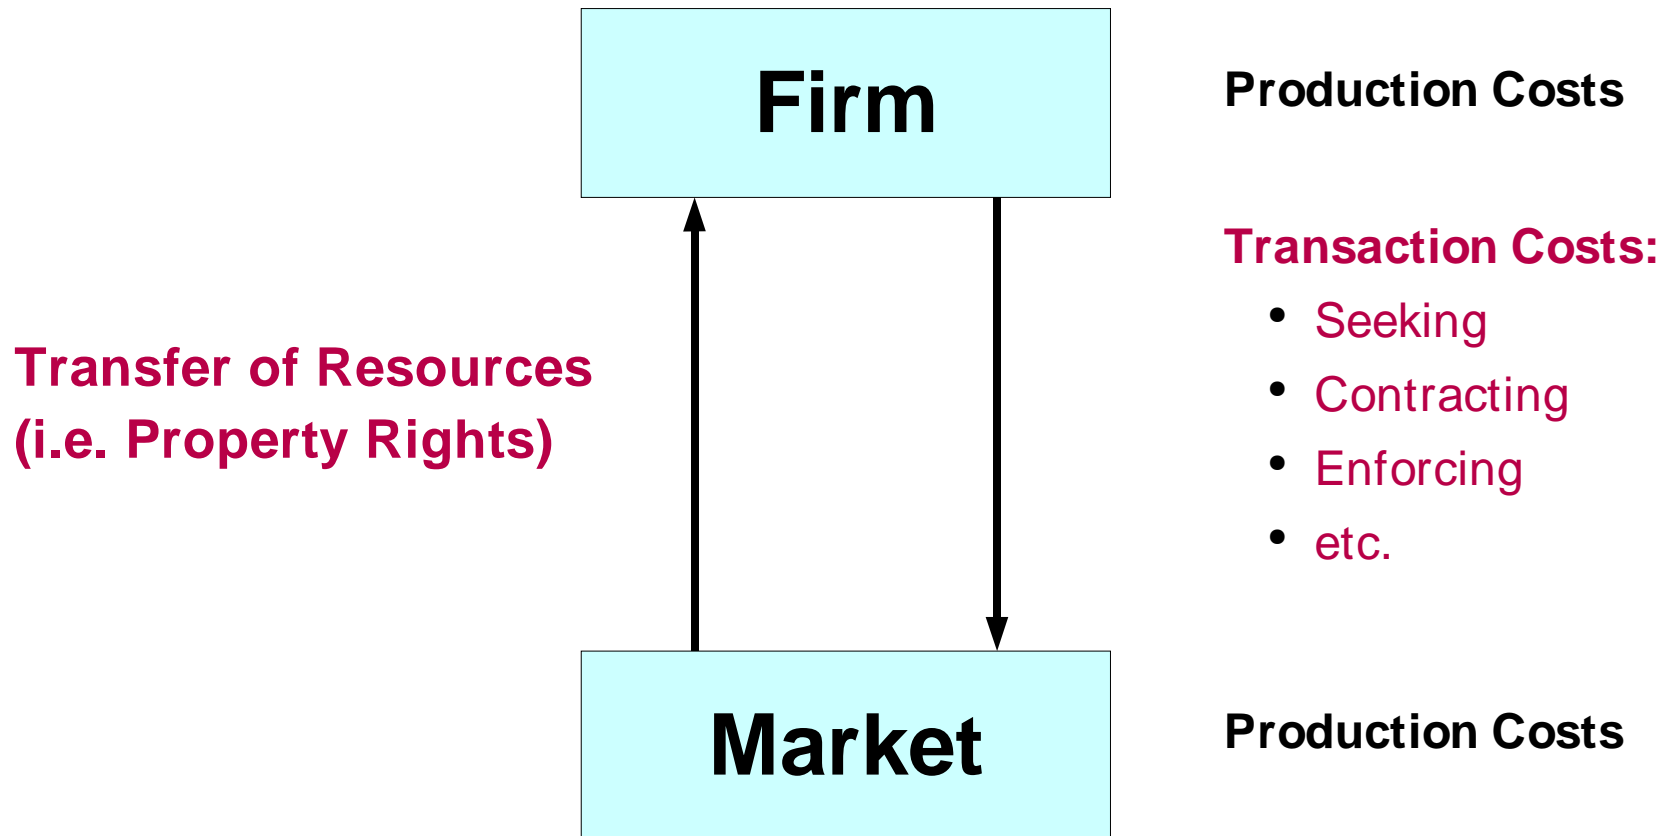 Firm
Production Costs
Transaction Costs:
• Seeking
• Contracting
• Enforcing
• etc.
Transfer of Resources
(i.e. Property Rights)
Market
Production Costs